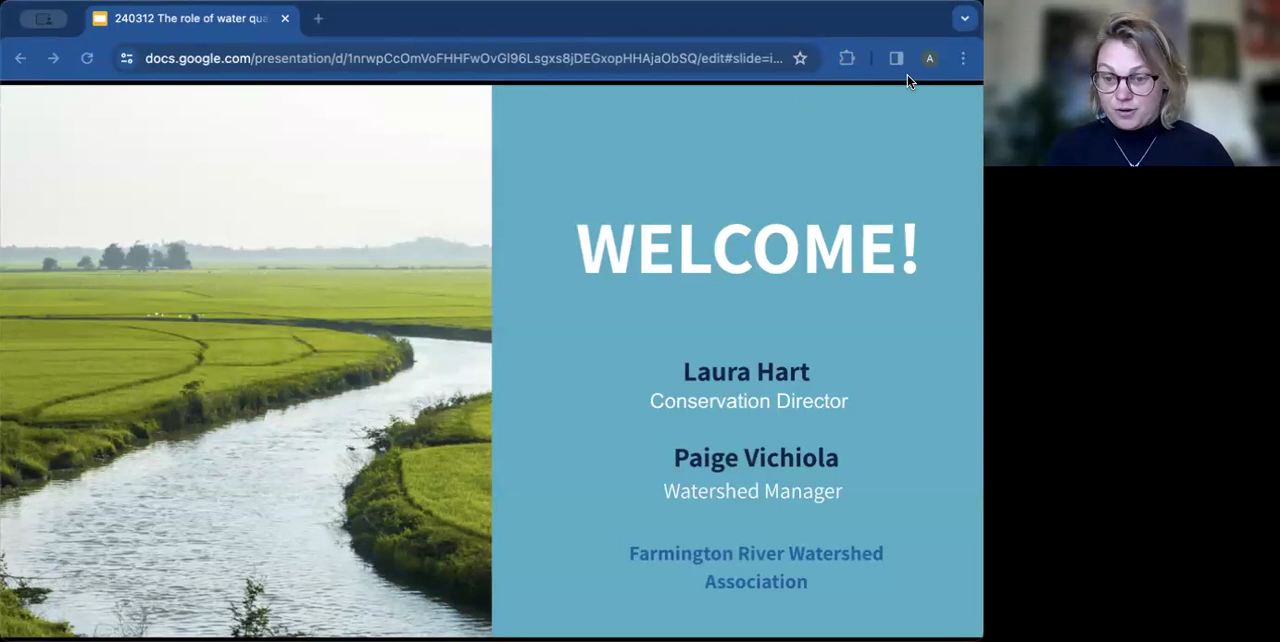 240312 The role of water qua
docs.google.com/presentation/d/1nrwpCcOmVoFHHFwOvGl96Lsgxs8jDEGxopHHAjaObSQ/edit#slide=i...
A
WELCOME!
Laura Hart
Conservation Director
Paige Vichiola
Watershed Manager
Farmington River Watershed
Association